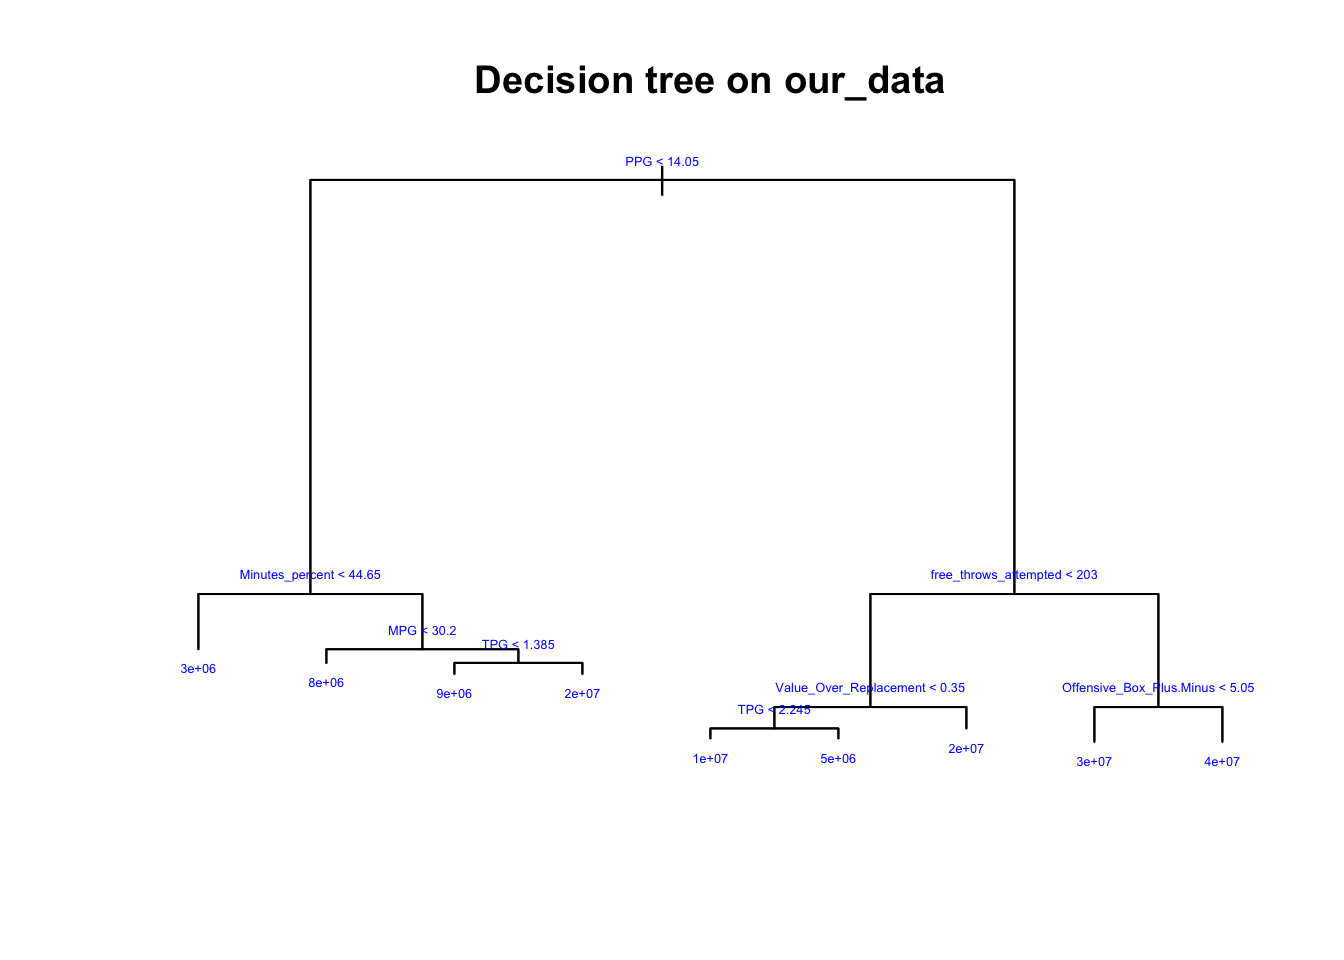 Decision tree on our_data
PPG < 14.05
Minutes_percent < 44.65
free_throws_attempted < 203
MPG < 30.2
TPG < 1.385
3e+06
8e+06
9e+06
2e+07
Value_Over_Replacement < 0.35
Offensive_Box_Plus.Minus < 5.05
TPG < 2.245
1e+07
5e+06
2e+07
3e+07
4e+07